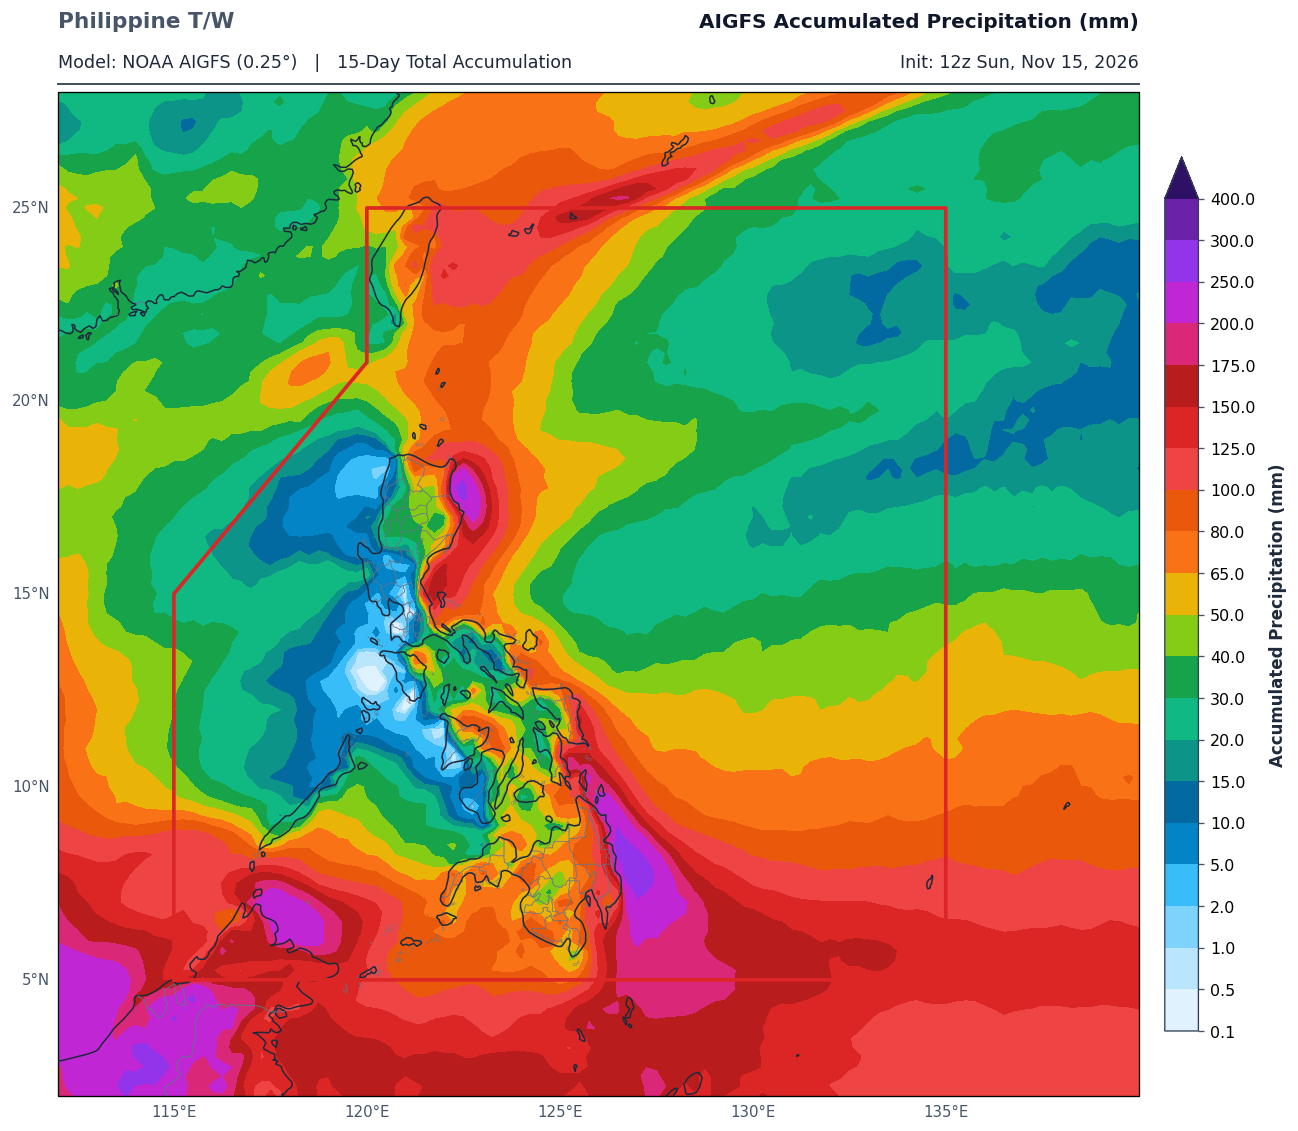 Philippine T/W
AIGFS Accumulated Precipitation (mm)
Model: NOAA AIGFS (0.25°) | 15-Day Total Accumulation
Init: 12z Sun, Nov 15, 2026
25°N
20°N
15°N
10°N
5°N
115°E
120°E
125°E
130°E
135°E
400.0
300.0
250.0
200.0
175.0
150.0
125.0
100.0
80.0
65.0
50.0
40.0
30.0
20.0
15.0
10.0
5.0
2.0
1.0
0.5
0.1
Accumulated Precipitation (mm)